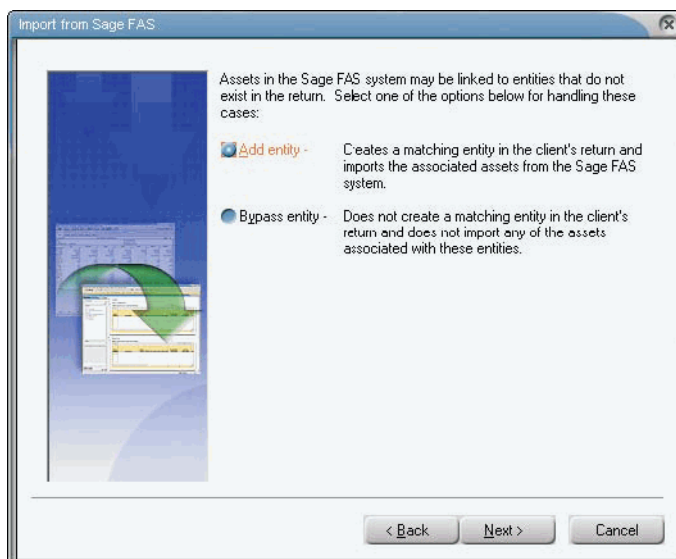 Import from Sage FAS
Assets in the Sage FAS system may be linked to entities that do not
exist in the return. Select one of the options below for handling these
cases:
Add entity - Creates a matching entity in the client's return and
imports the associated assets from the Sage FAS
system.
Bypass entity - Does not create a matching entity in the client's
return and does not import any of the assets
associated with these entities.
< Back Next > Cancel